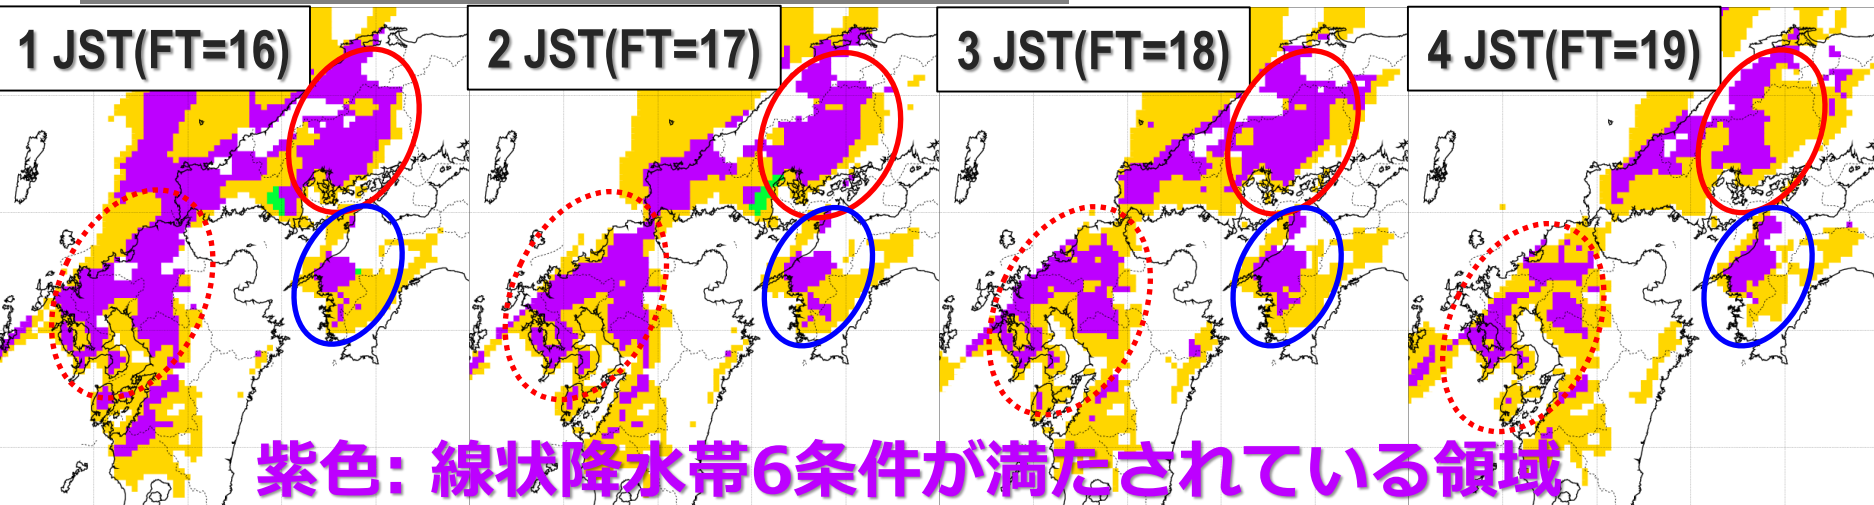 1 JST(FT=16)
2 JST(FT=17)
3 JST(FT=18)
4 JST(FT=19)
紫色: 線状降水帯6条件が満たされている領域